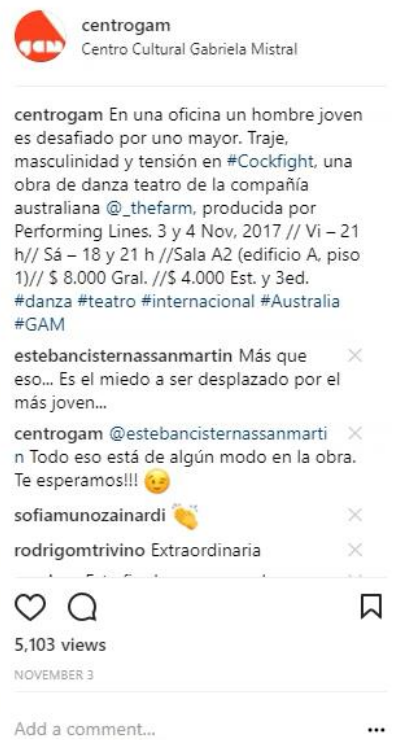 GAM
centrogam
Centro Cultural Gabriela Mistral
centrogam En una oficina un hombre joven
es desafiado por uno mayor. Traje,
masculinidad y tensión en #Cockfight, una
obra de danza teatro de la compañía
australiana @_thefarm, producida por
Performing Lines. 3 y 4 Nov, 2017 // Vi – 21
h// Sá – 18 y 21 h //Sala A2 (edificio A, piso
1)// $ 8.000 Gral. //$ 4.000 Est. y 3ed.
#danza #teatro #internacional #Australia
#GAM
estebancisternassanmartin Más que
eso... Es el miedo a ser desplazado por el
más joven...
centrogam @estebancisternassanmarti
n Todo eso está de algún modo en la obra.
Te esperamos!!! 😉
sofiamunozainardi 👏
rodrigomtrivino Extraordinaria
5,103 views
NOVEMBER 3
Add a comment...